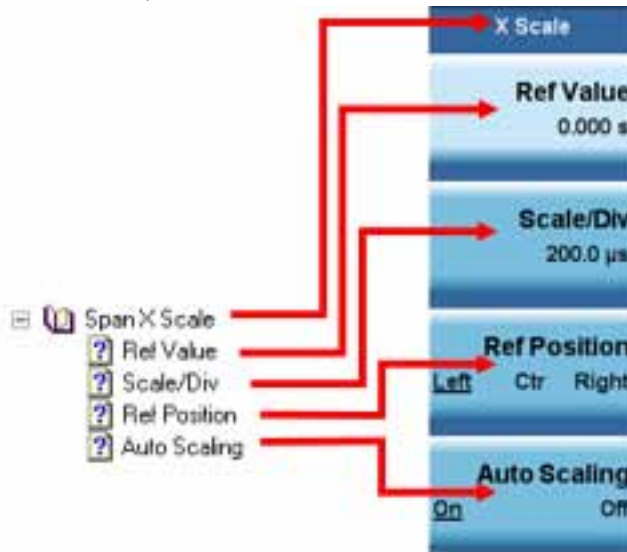 X Scale
Ref Value
0.000 s
Scale/Div
200.0 µs
Ref Position
Left Ctr Right
Auto Scaling
On Off
Span X Scale
Ref Value
Scale/Div
Ref Position
Auto Scaling